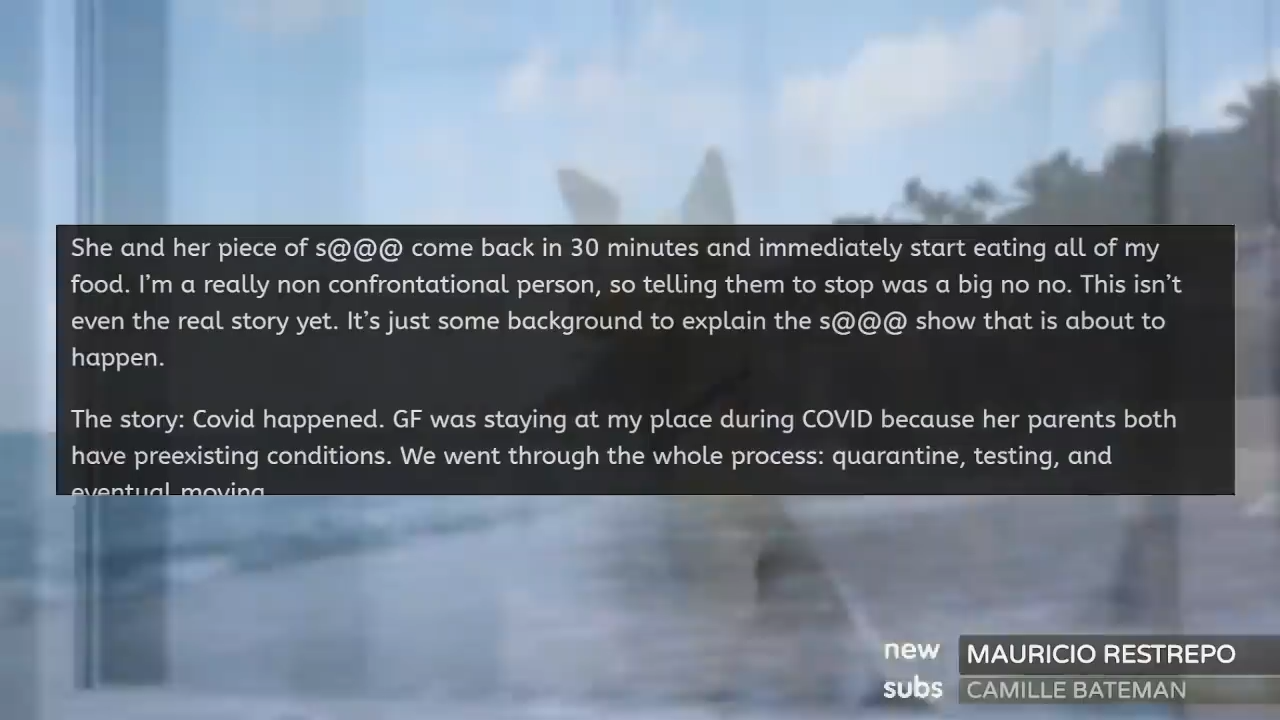 She and her piece of s@@@ come back in 30 minutes and immediately start eating all of my
food. I’m a really non confrontational person, so telling them to stop was a big no no. This isn’t
even the real story yet. It’s just some background to explain the s@@@ show that is about to
happen.
The story: Covid happened. GF was staying at my place during COVID because her parents both
have preexisting conditions. We went through the whole process: quarantine, testing, and
eventual moving
new MAURICIO RESTREPO
subs CAMILLE BATEMAN